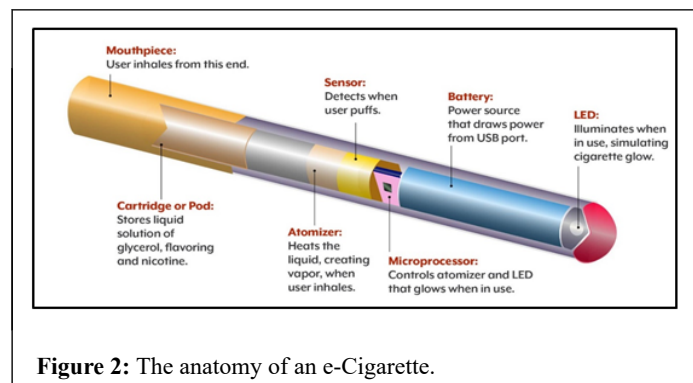 Mouthpiece:
User inhales from this end.
Sensor:
Detects when
user puffs.
Battery:
Power source
that draws power
from USB port.
LED:
Illuminates when
in use, simulating
cigarette glow.
Cartridge or Pod:
Stores liquid
solution of
glycerol, flavoring
and nicotine.
Atomizer:
Heats the
liquid, creating
vapor, when
user inhales.
Microprocessor:
Controls atomizer and LED
that glows when in use.
Figure 2: The anatomy of an e-Cigarette.